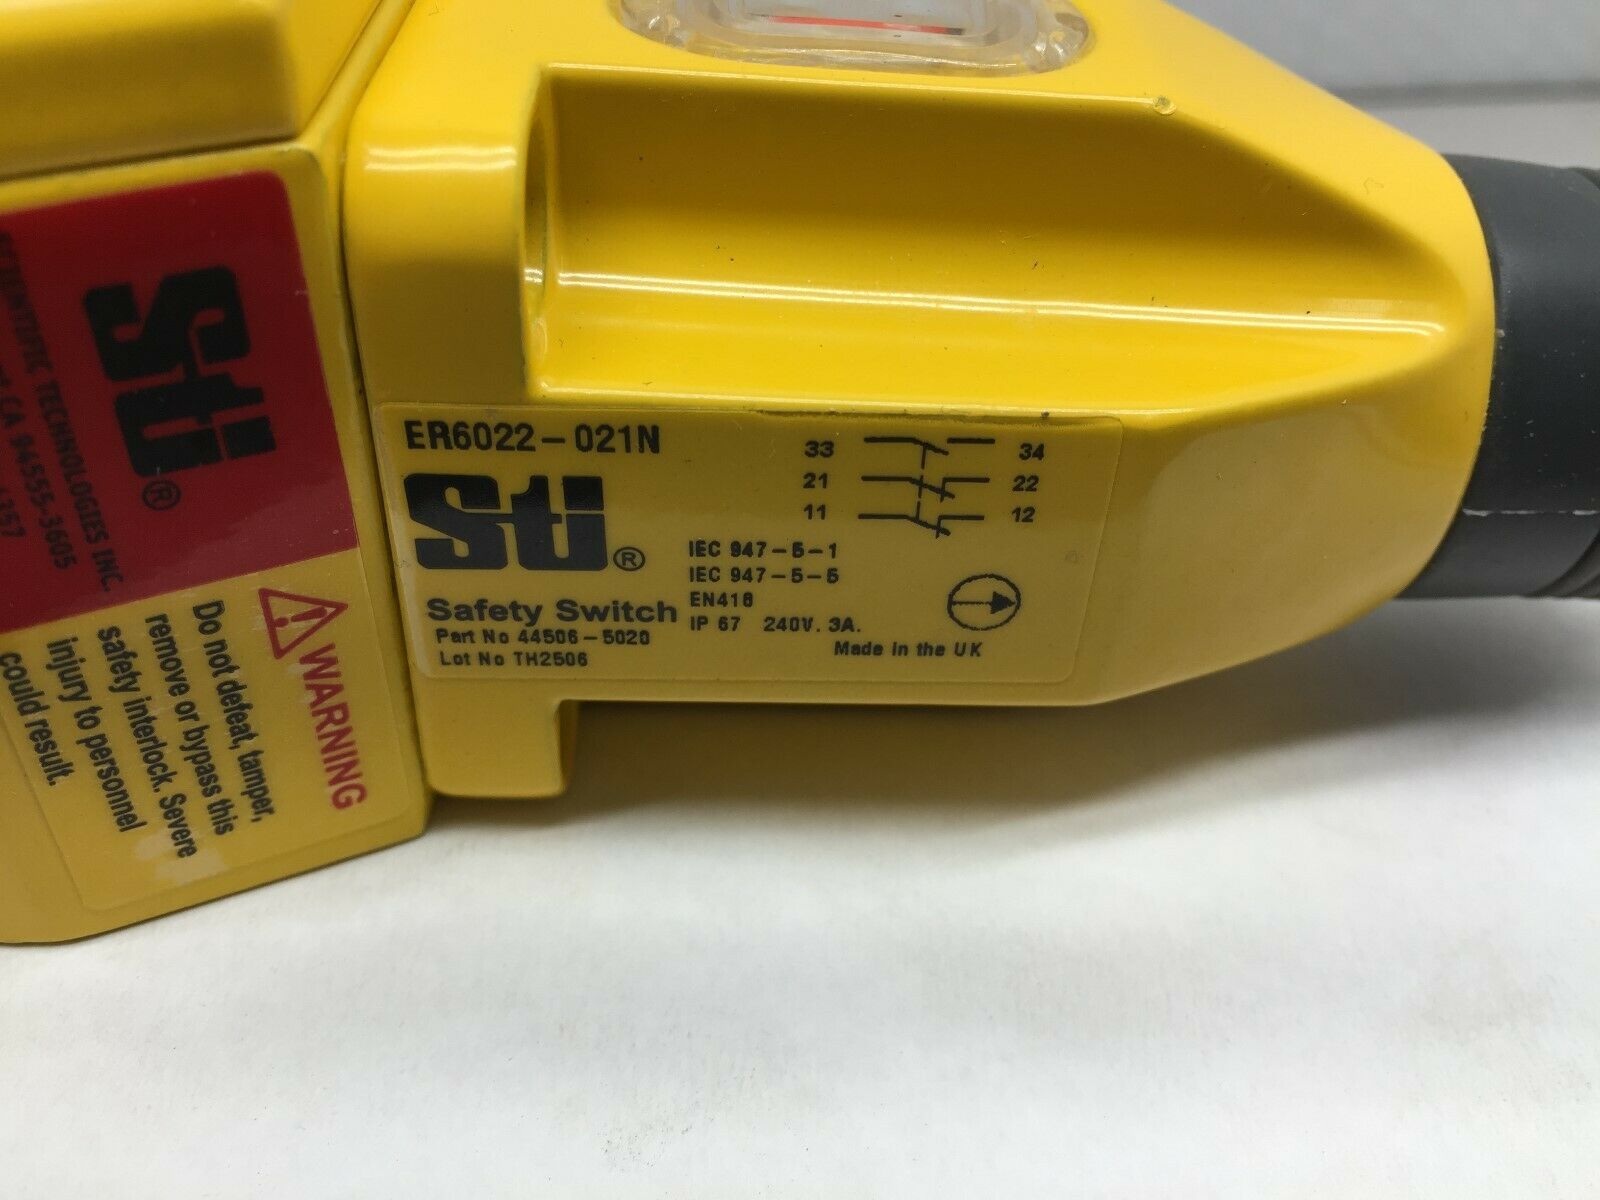 ER6022-021N
Sti®
Safety Switch
Part No 44506-5020
Lot No TH2506
33 34
21 22
11 12
IEC 947-5-1
IEC 947-5-5
EN418
IP 67 240V. 3A.
Made in the UK
Sti®
TECHNOLOGIES INC.
CA 94555-3605
WARNING
Do not defeat, tamper,
remove or bypass this
safety interlock. Severe
injury to personnel
could result.